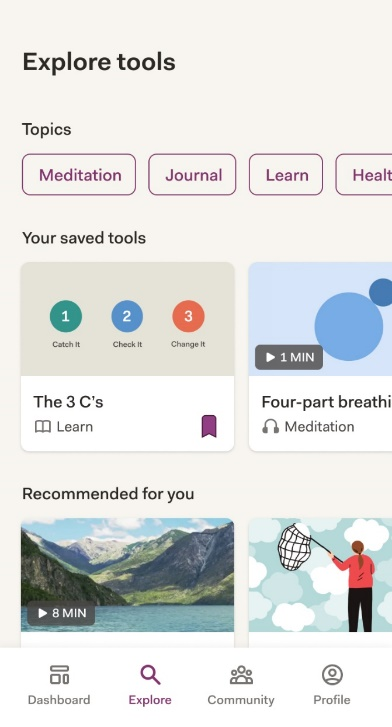 Explore tools
Topics
Meditation Journal Learn Healt
Your saved tools
1 2 3
Catch It Check It Change It
1 MIN
The 3 C's Four-part breathi
Learn Meditation
Recommended for you
8 MIN
Dashboard Explore Community Profile